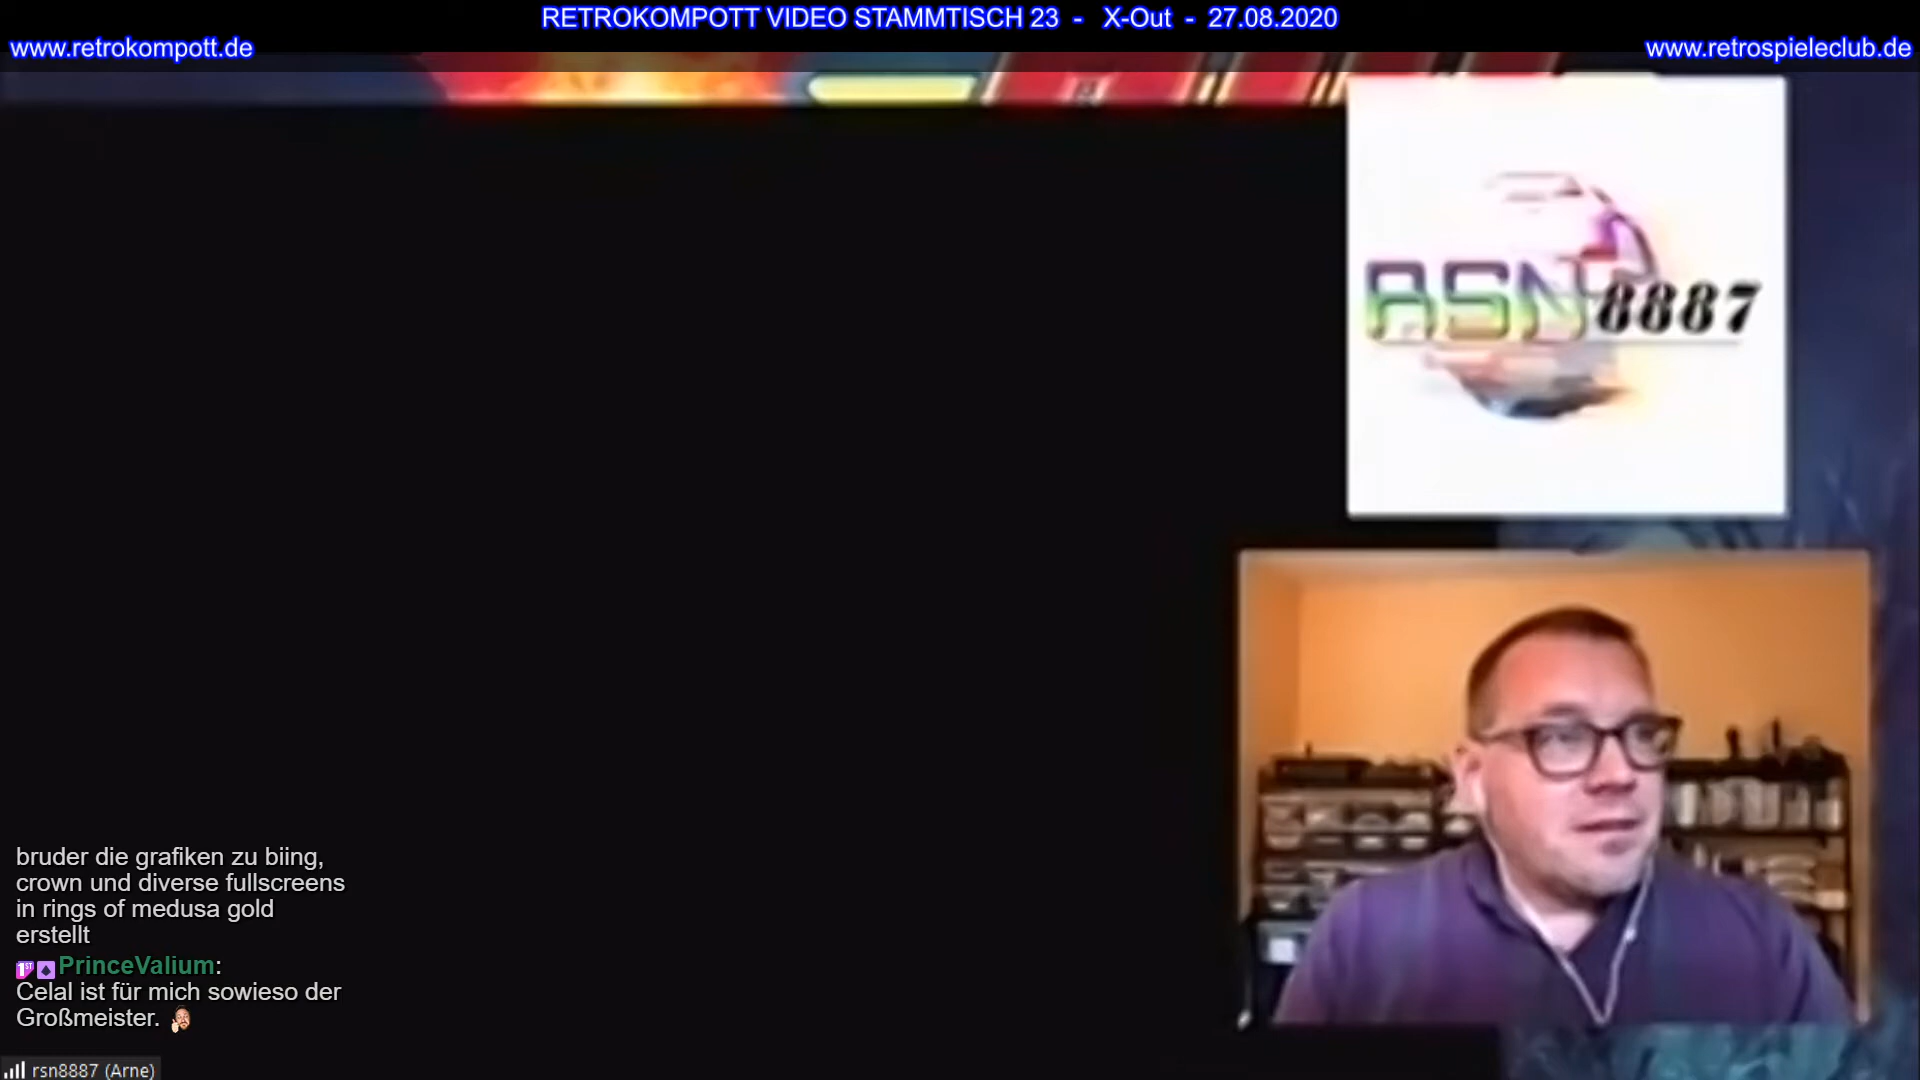 RETROKOMPOTT VIDEO STAMMTISCH 23 - X-Out - 27.08.2020
www.retrokompott.de
www.retrospieleclub.de
RSN8887
bruder die grafiken zu biing,
crown und diverse fullscreens
in rings of medusa gold
erstellt
PrinceValium:
Celal ist für mich sowieso der
Großmeister.
rsn8887 (Arne)